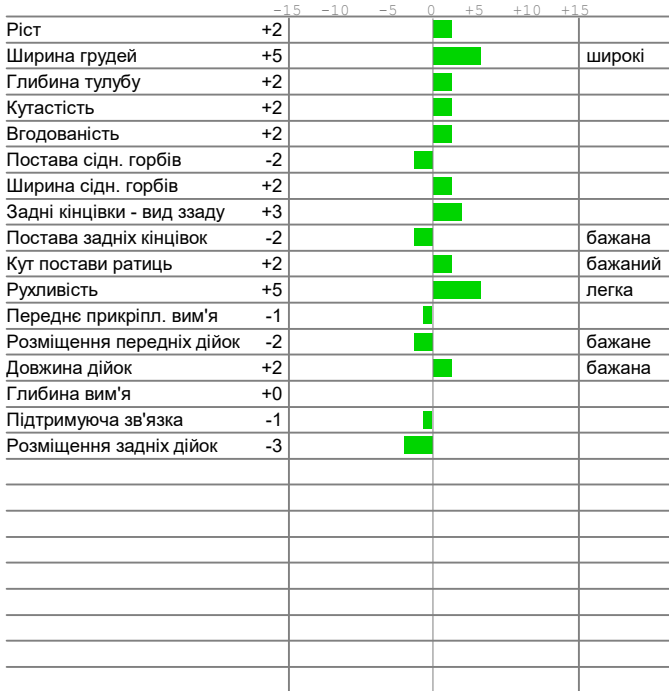 -15 -10 -5 0 +5 +10 +15
Ріст +2
Ширина грудей +5 широкі
Глибина тулубу +2
Кутастість +2
Вгодованість +2
Постава сідн. горбів -2
Ширина сідн. горбів +2
Задні кінцівки - вид ззаду +3
Постава задніх кінцівок -2 бажана
Кут постави ратиць +2 бажаний
Рухливість +5 легка
Переднє прикріпл. вим'я -1
Розміщення передніх дійок -2 бажане
Довжина дійок +2 бажана
Глибина вим'я +0
Підтримуюча зв'язка -1
Розміщення задніх дійок -3